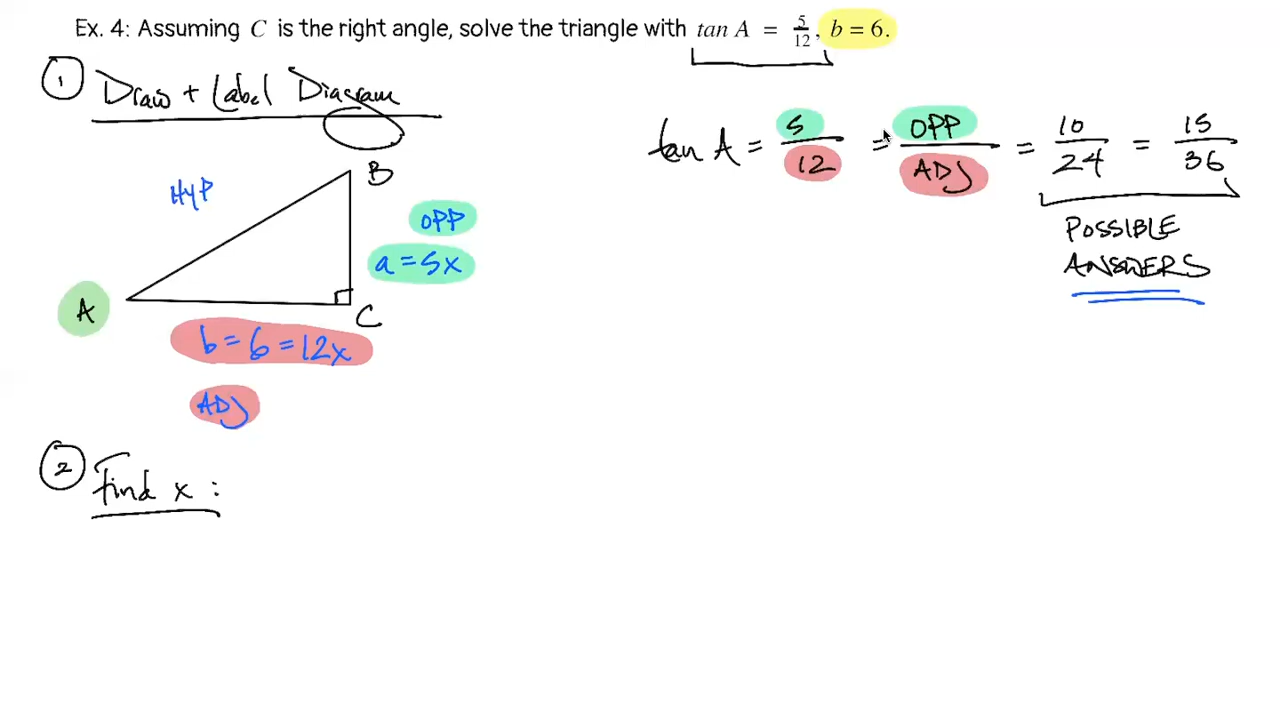 Ex. 4: Assuming C is the right angle, solve the triangle with tan A = 5/12, b = 6.
① Draw + Label Diagram
tan A = 5/12 = OPP/ADJ = 10/24 = 15/36
POSSIBLE
ANSWERS
HYP
B
OPP
a = 5x
A
C
b = 6 = 12x
ADJ
② Find x :